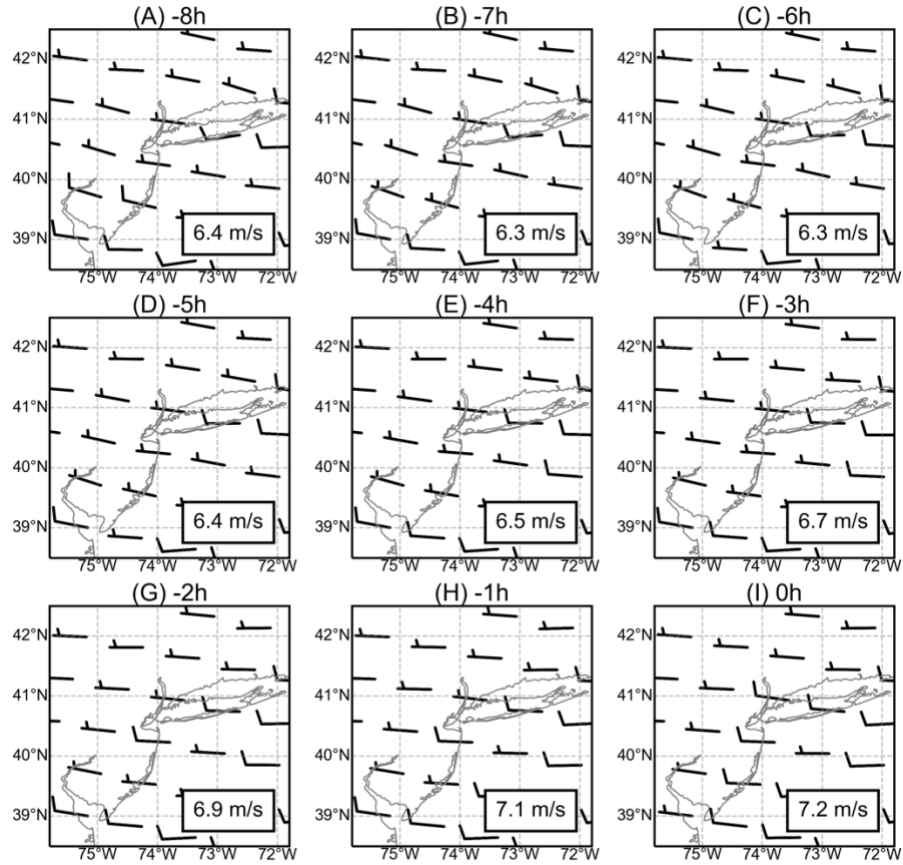 (A) -8h (B) -7h (C) -6h
42°N 42°N 42°N
41°N 41°N 41°N
40°N 40°N 40°N
39°N 6.4 m/s 39°N 6.3 m/s 39°N 6.3 m/s
75°W 74°W 73°W 72°W 75°W 74°W 73°W 72°W 75°W 74°W 73°W 72°W
(D) -5h (E) -4h (F) -3h
42°N 42°N 42°N
41°N 41°N 41°N
40°N 40°N 40°N
39°N 6.4 m/s 39°N 6.5 m/s 39°N 6.7 m/s
75°W 74°W 73°W 72°W 75°W 74°W 73°W 72°W 75°W 74°W 73°W 72°W
(G) -2h (H) -1h (I) 0h
42°N 42°N 42°N
41°N 41°N 41°N
40°N 40°N 40°N
39°N 6.9 m/s 39°N 7.1 m/s 39°N 7.2 m/s
75°W 74°W 73°W 72°W 75°W 74°W 73°W 72°W 75°W 74°W 73°W 72°W